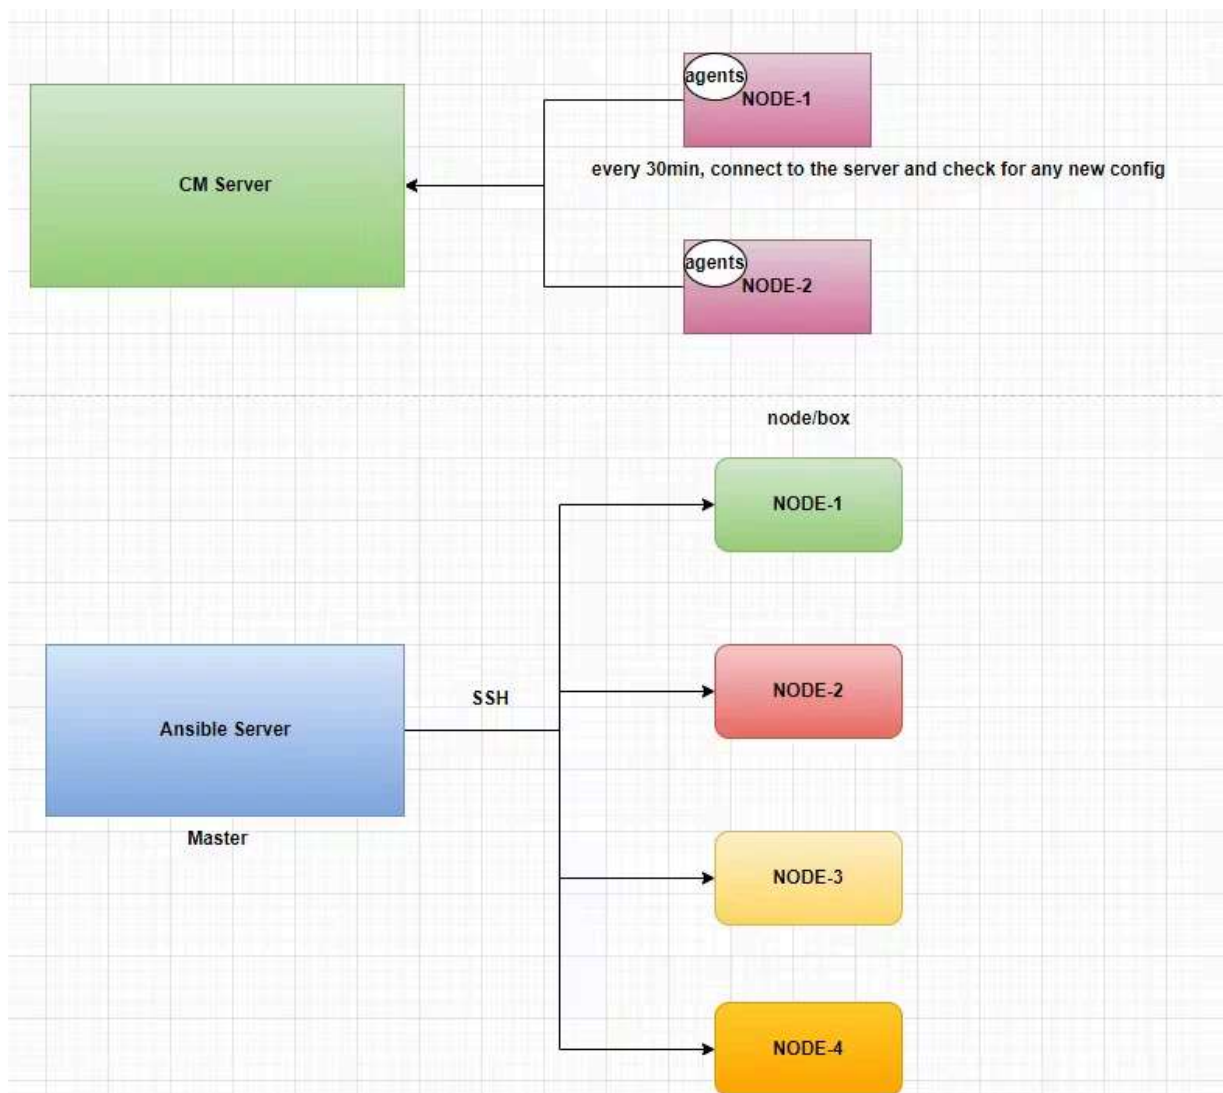 agents
NODE-1
CM Server
every 30min, connect to the server and check for any new config
agents
NODE-2
node/box
NODE-1
SSH
NODE-2
Ansible Server
Master
NODE-3
NODE-4